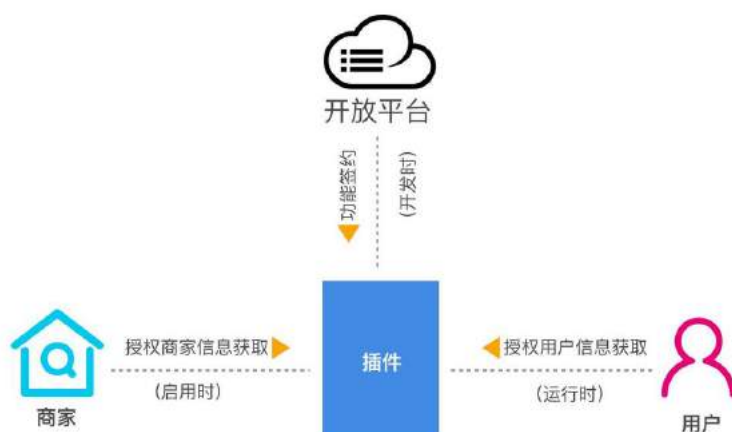 开放平台
功能签约
(开发时)
授权商家信息获取
(启用时)
商家
插件
授权用户信息获取
(运行时)
用户